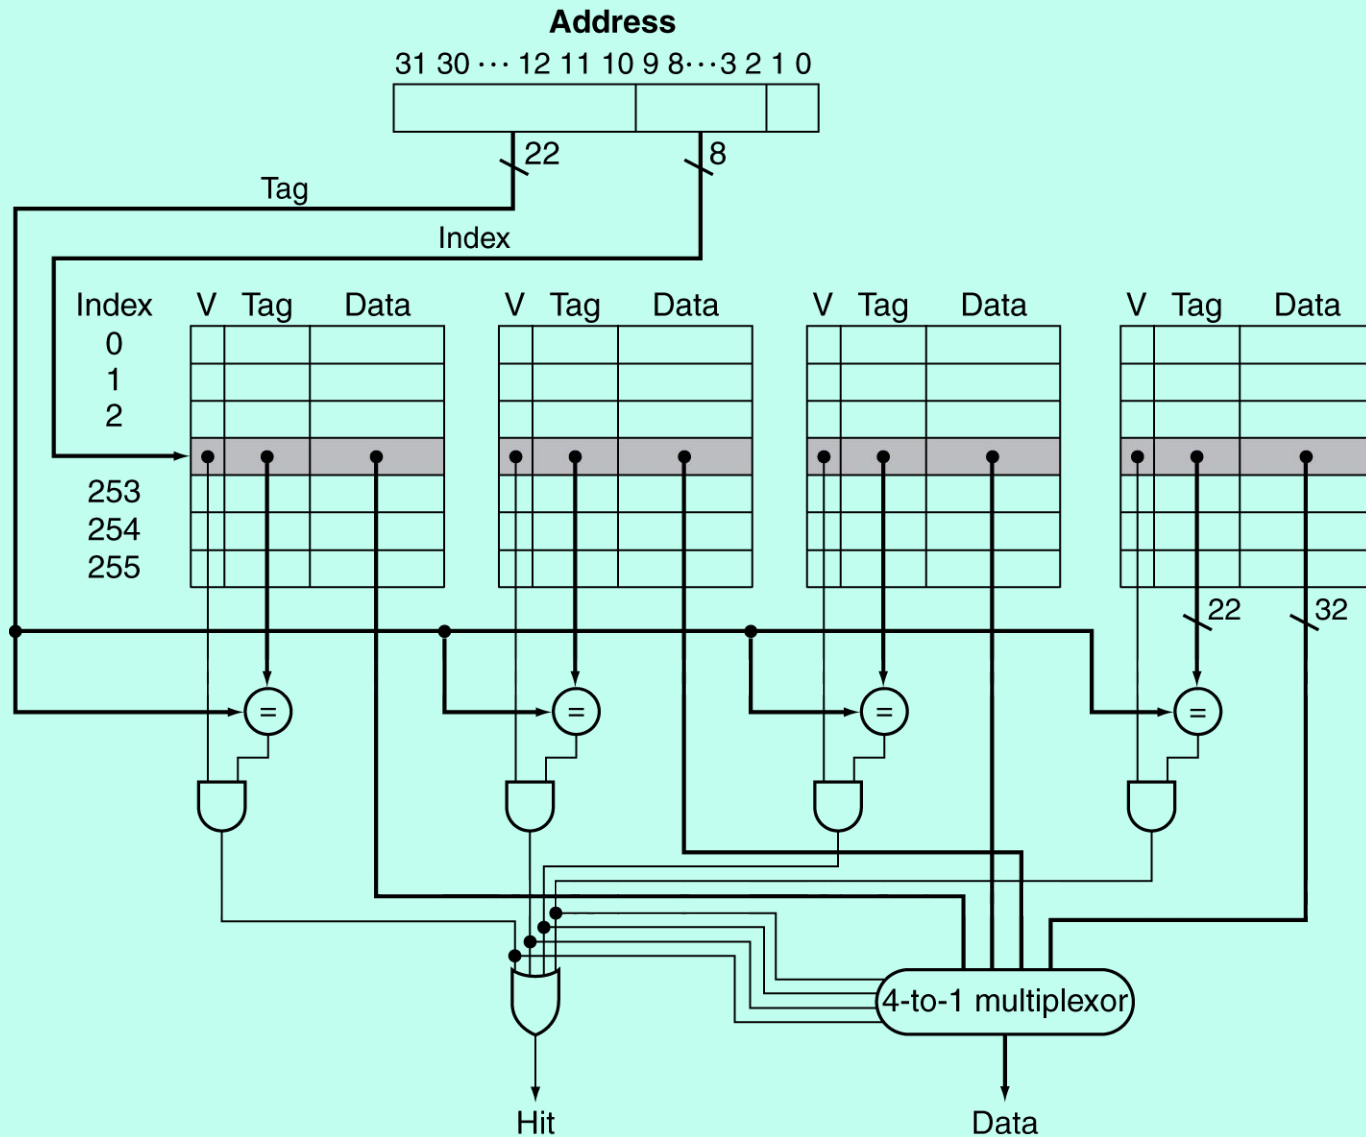 Address
31 30 ··· 12 11 10 9 8···3 2 1 0
22
8
Tag
Index
Index V Tag Data V Tag Data V Tag Data V Tag Data
0
1
2
253
254
255
22
32
= = = =
4-to-1 multiplexor
Hit
Data